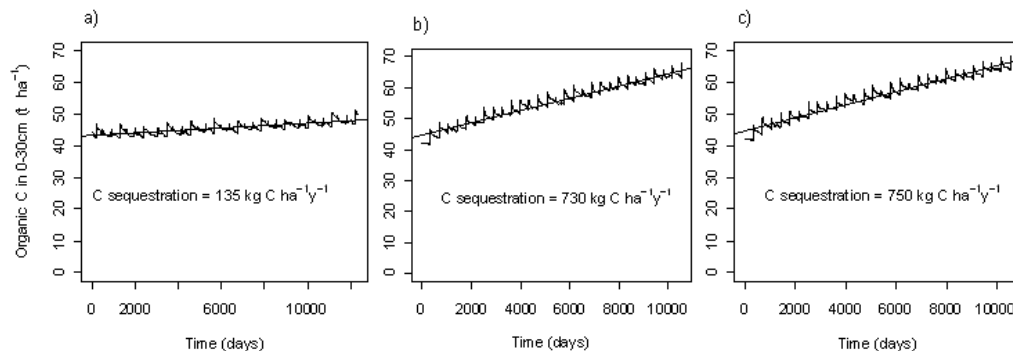 a)
b)
c)
Organic C in 0-30cm (t ha⁻¹)
70
60
50
40
30
20
10
0
C sequestration = 135 kg C ha⁻¹y⁻¹
0 2000 6000 10000
Time (days)
70
60
50
40
30
20
10
0
C sequestration = 730 kg C ha⁻¹y⁻¹
0 2000 4000 6000 8000 10000
Time (days)
70
60
50
40
30
20
10
0
C sequestration = 750 kg C ha⁻¹y⁻¹
0 2000 4000 6000 8000 10000
Time (days)